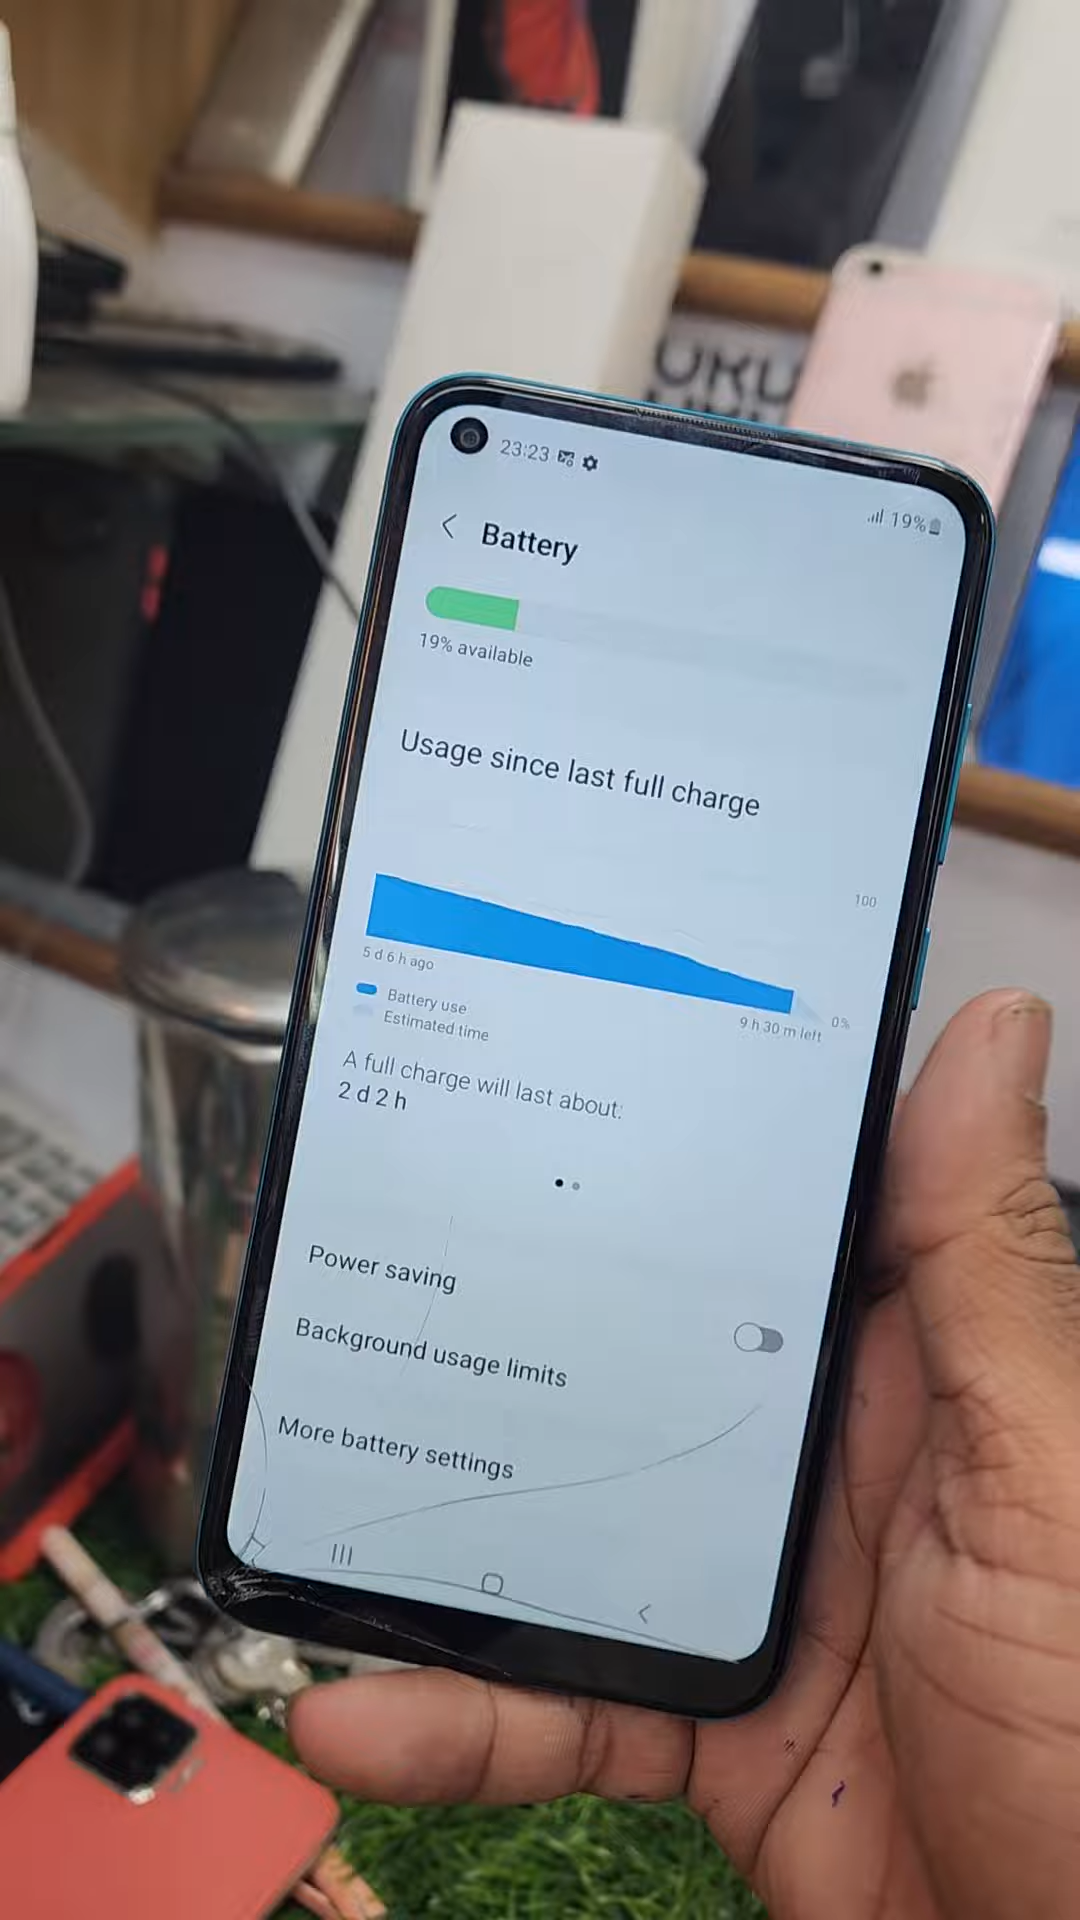 23:23
19%
Battery
19% available
Usage since last full charge
100
5 d 6 h ago
0%
9 h 30 m left
Battery use
Estimated time
A full charge will last about:
2 d 2 h
Power saving
Background usage limits
More battery settings